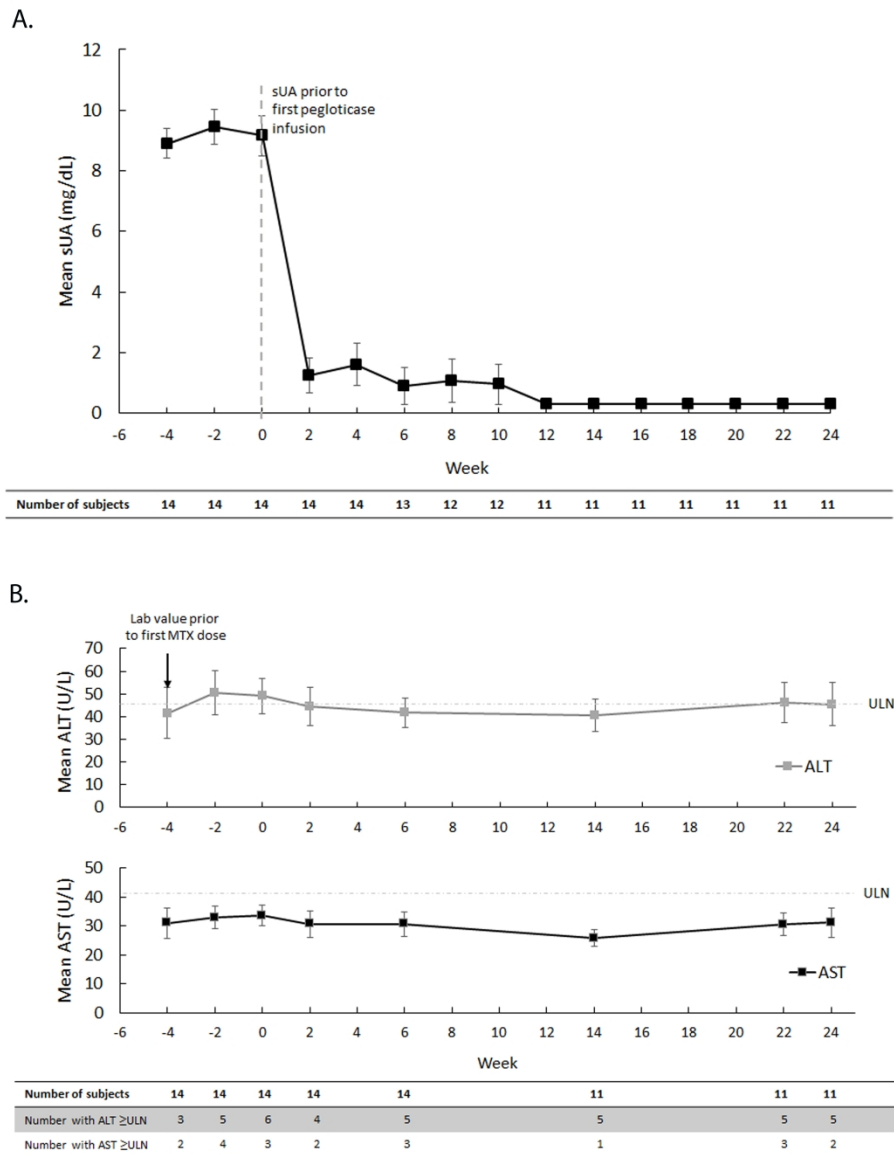 A.
12
10
8
6
4
2
0
Mean sUA (mg/dL)
sUA prior to
first pegloticase
infusion
-6 -4 -2 0 2 4 6 8 10 12 14 16 18 20 22 24
Week
Number of subjects 14 14 14 14 14 13 12 12 11 11 11 11 11 11 11
B.
Lab value prior
to first MTX dose
70
60
50
40
30
20
10
0
Mean ALT (U/L)
ULN
ALT
-6 -4 -2 0 2 4 6 8 10 12 14 16 18 20 22 24
50
40
30
20
10
0
Mean AST (U/L)
ULN
AST
-6 -4 -2 0 2 4 6 8 10 12 14 16 18 20 22 24
Week
Number of subjects 14 14 14 14 14 11 11 11
Number with ALT ≥ULN 3 5 6 4 5 5 5 5
Number with AST ≥ULN 2 4 3 2 3 1 3 2